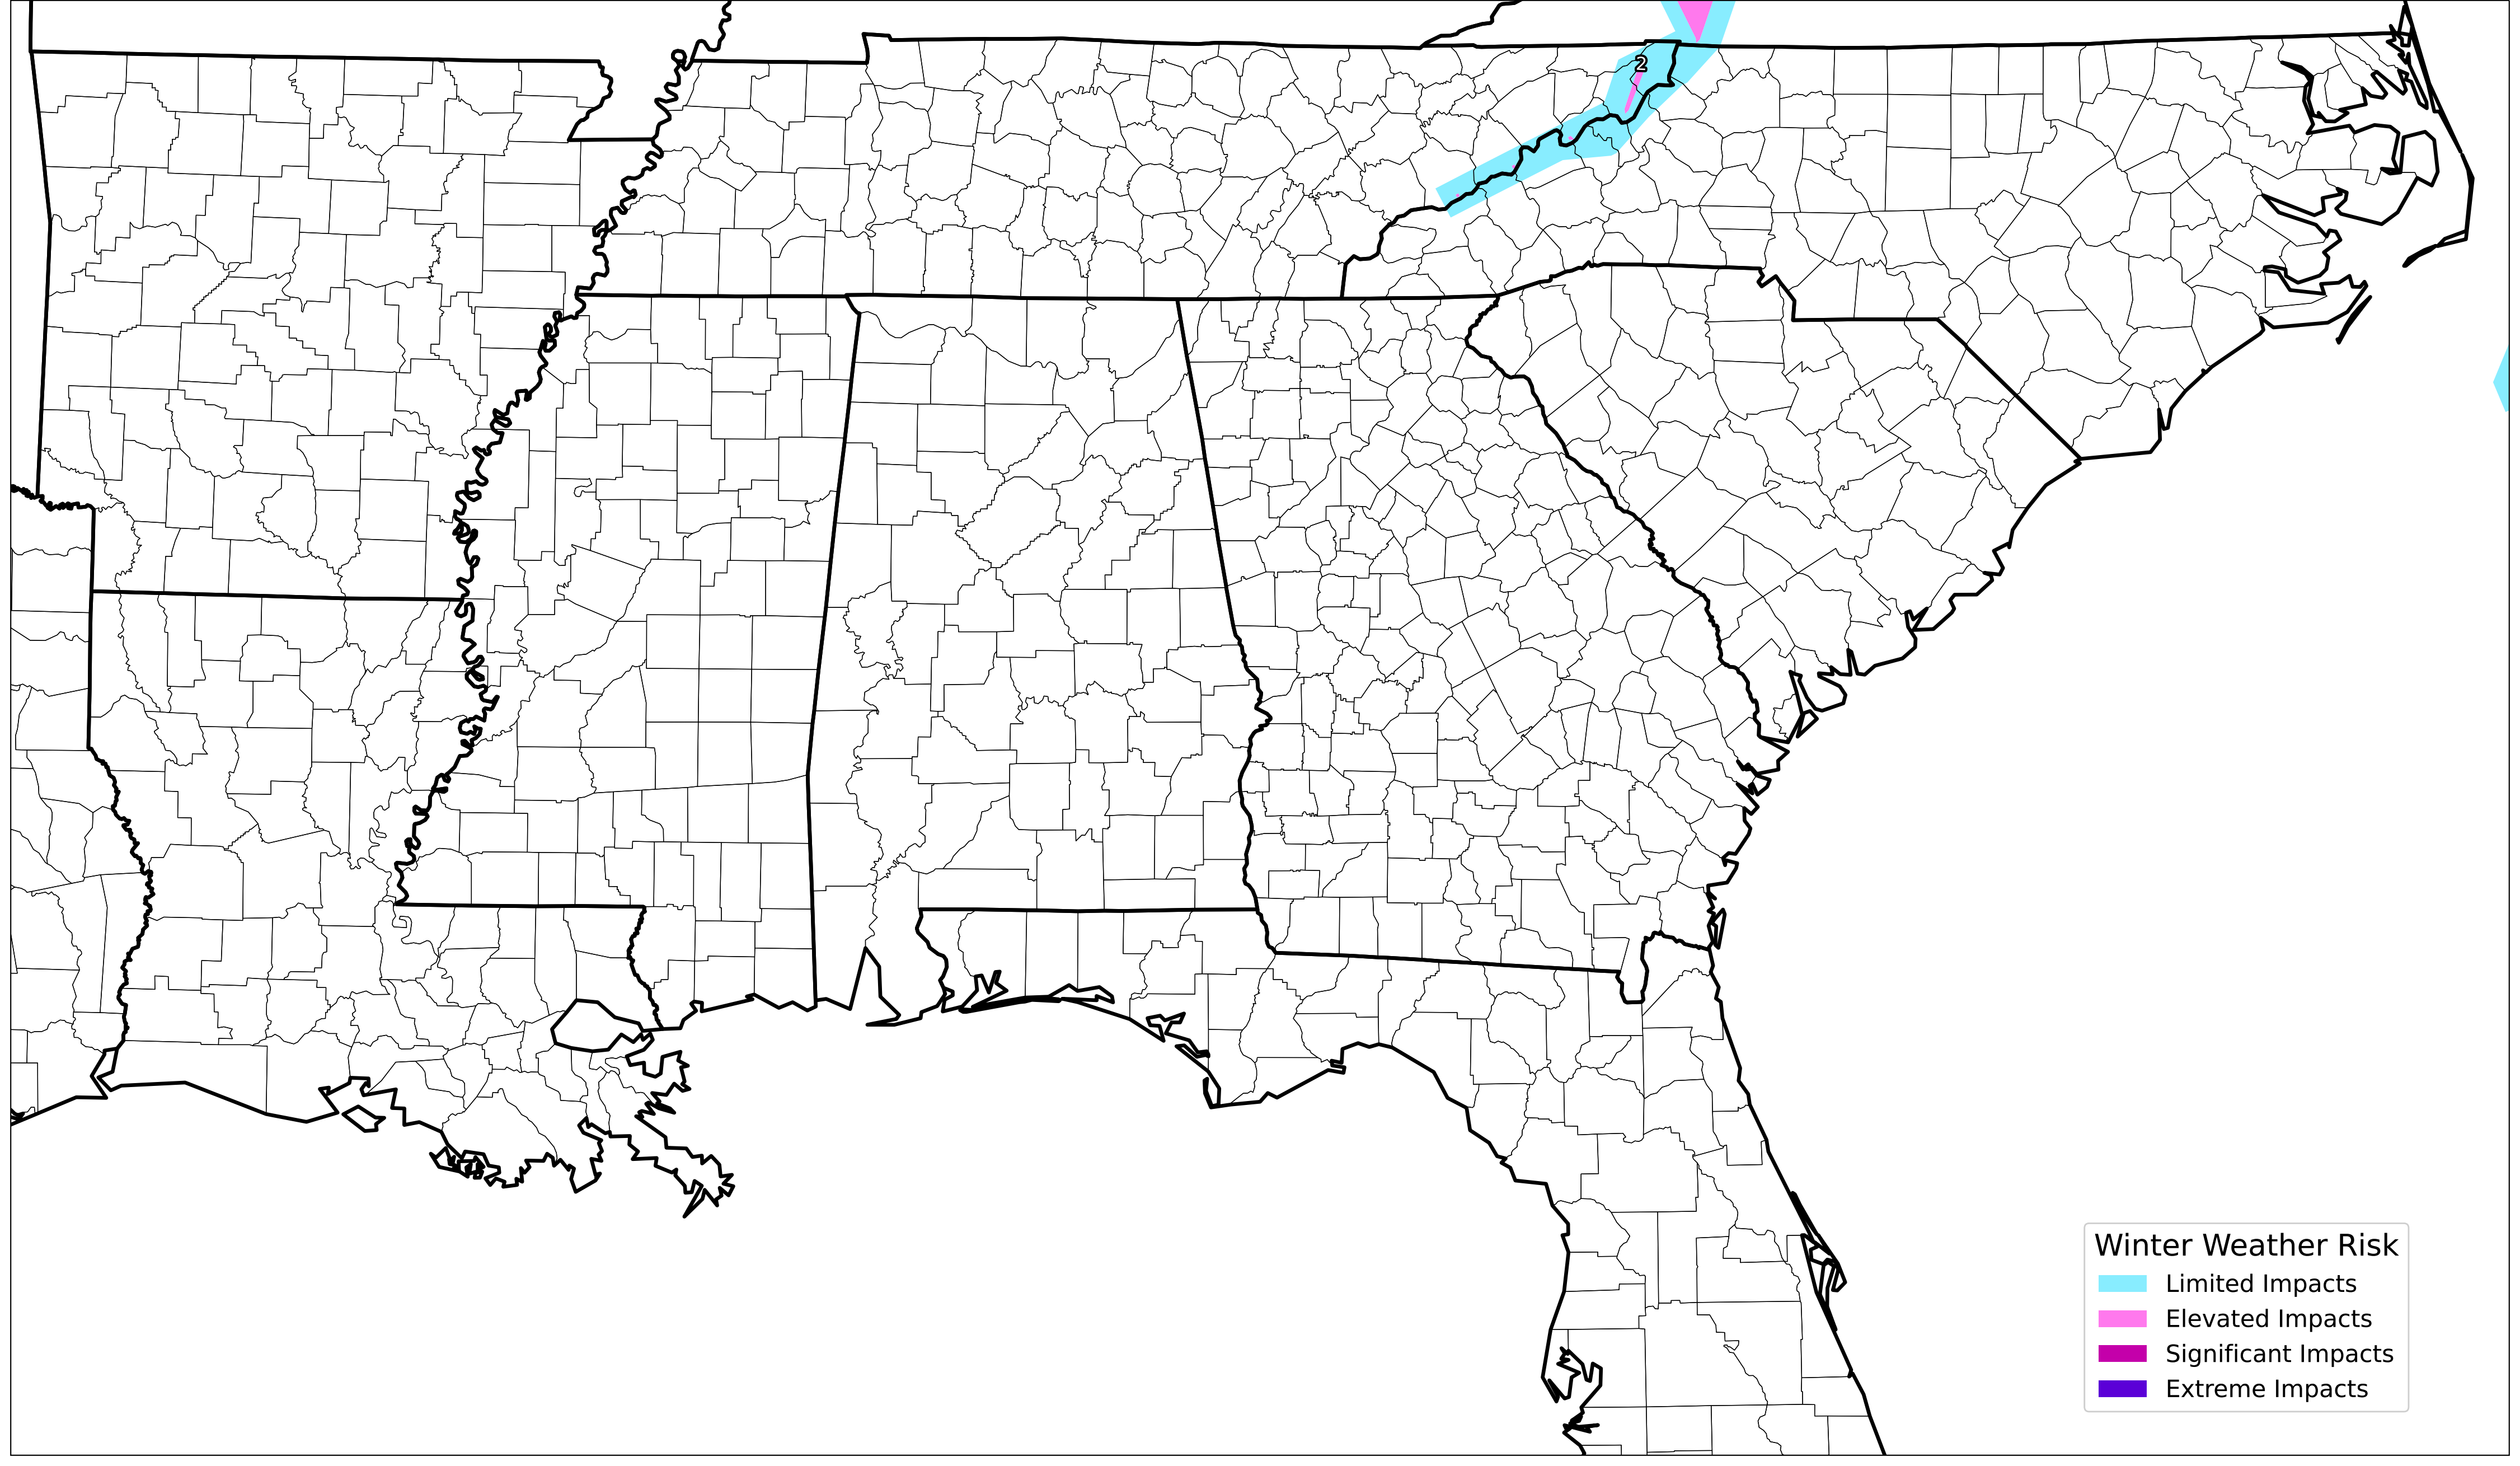 2
Winter Weather Risk
Limited Impacts
Elevated Impacts
Significant Impacts
Extreme Impacts